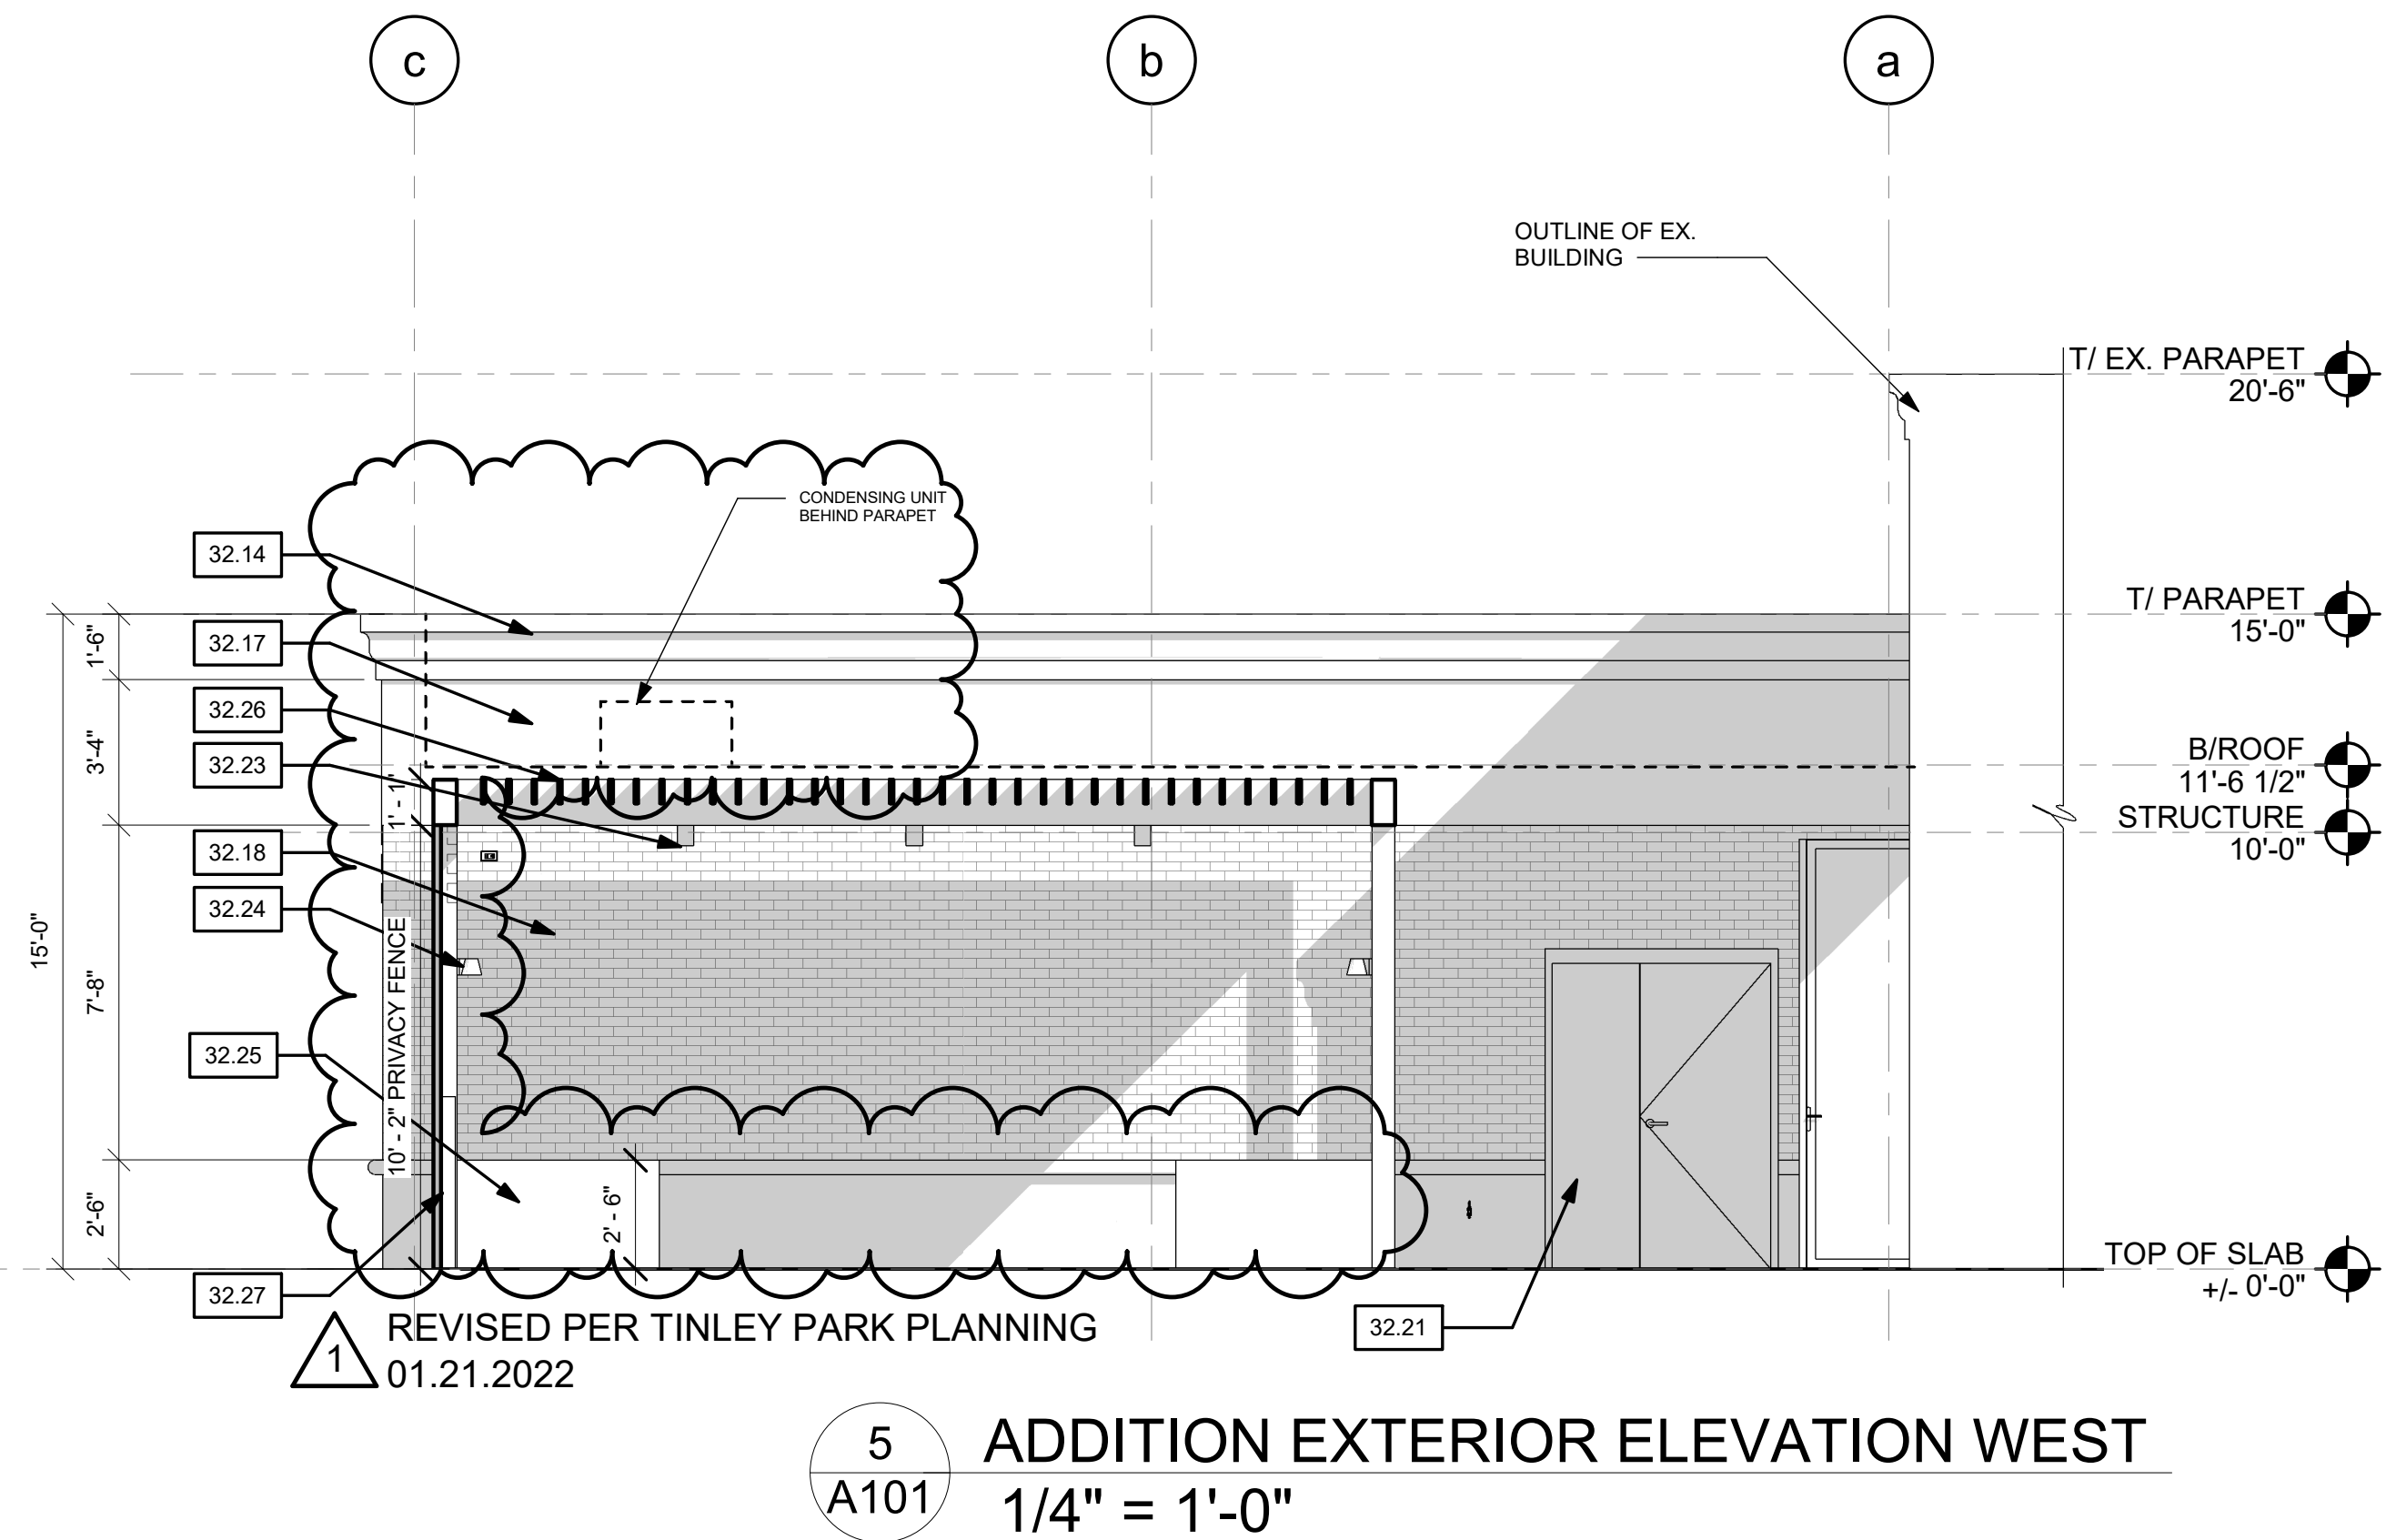 c
b
a
OUTLINE OF EX.
BUILDING
T/ EX. PARAPET
20'-6"
CONDENSING UNIT
BEHIND PARAPET
32.14
T/ PARAPET
15'-0"
1'-6"
32.17
32.26
3'-4"
32.23
B/ROOF
11'-6 1/2"
1' - 1"
STRUCTURE
10'-0"
32.18
32.24
15'-0"
7'-8"
10' - 2" PRIVACY FENCE
32.25
2'-6"
2' - 6"
TOP OF SLAB
+/- 0'-0"
32.27
32.21
1
REVISED PER TINLEY PARK PLANNING
01.21.2022
5
A101
ADDITION EXTERIOR ELEVATION WEST
1/4" = 1'-0"